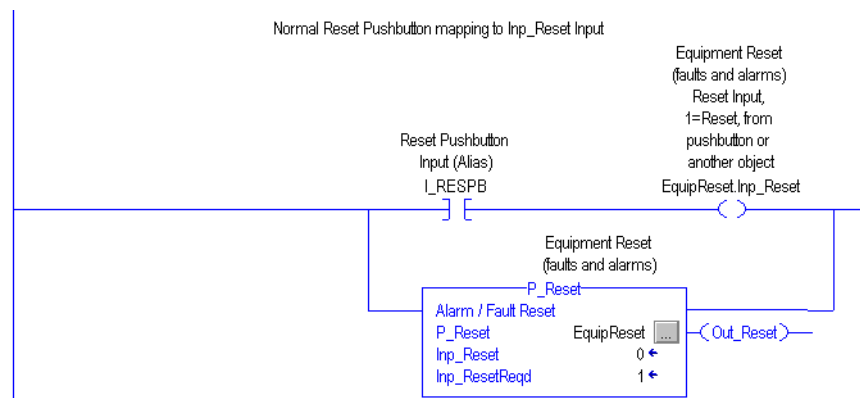 Normal Reset Pushbutton mapping to Inp_Reset Input
Equipment Reset
(faults and alarms)
Reset Input,
1=Reset, from
pushbutton or
another object
EquipReset.Inp_Reset
Reset Pushbutton
Input (Alias)
I_RESPB
Equipment Reset
(faults and alarms)
P_Reset
Alarm / Fault Reset
P_Reset EquipReset ...
Inp_Reset 0
Inp_ResetReqd 1
Out_Reset